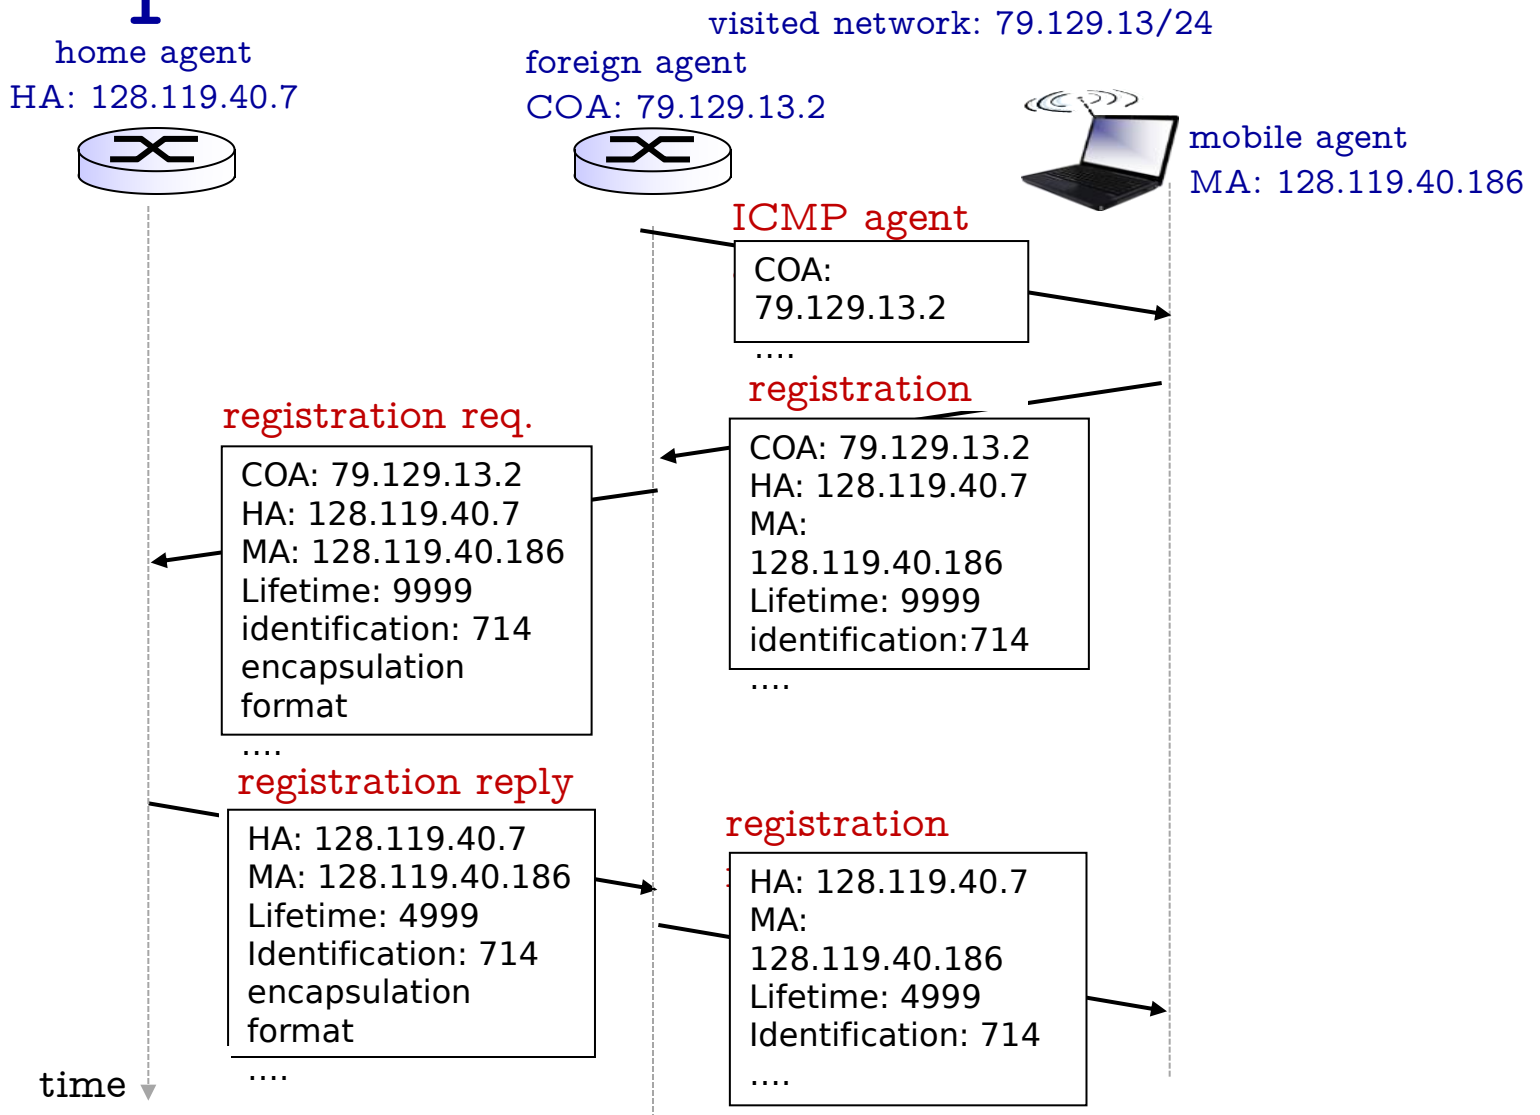 visited network: 79.129.13/24
home agent
HA: 128.119.40.7
foreign agent
COA: 79.129.13.2
mobile agent
MA: 128.119.40.186
ICMP agent
COA:
79.129.13.2
....
registration
COA: 79.129.13.2
HA: 128.119.40.7
MA:
128.119.40.186
Lifetime: 9999
identification:714
....
registration req.
COA: 79.129.13.2
HA: 128.119.40.7
MA: 128.119.40.186
Lifetime: 9999
identification: 714
encapsulation
format
....
registration reply
HA: 128.119.40.7
MA: 128.119.40.186
Lifetime: 4999
Identification: 714
encapsulation
format
....
registration
HA: 128.119.40.7
MA:
128.119.40.186
Lifetime: 4999
Identification: 714
....
time